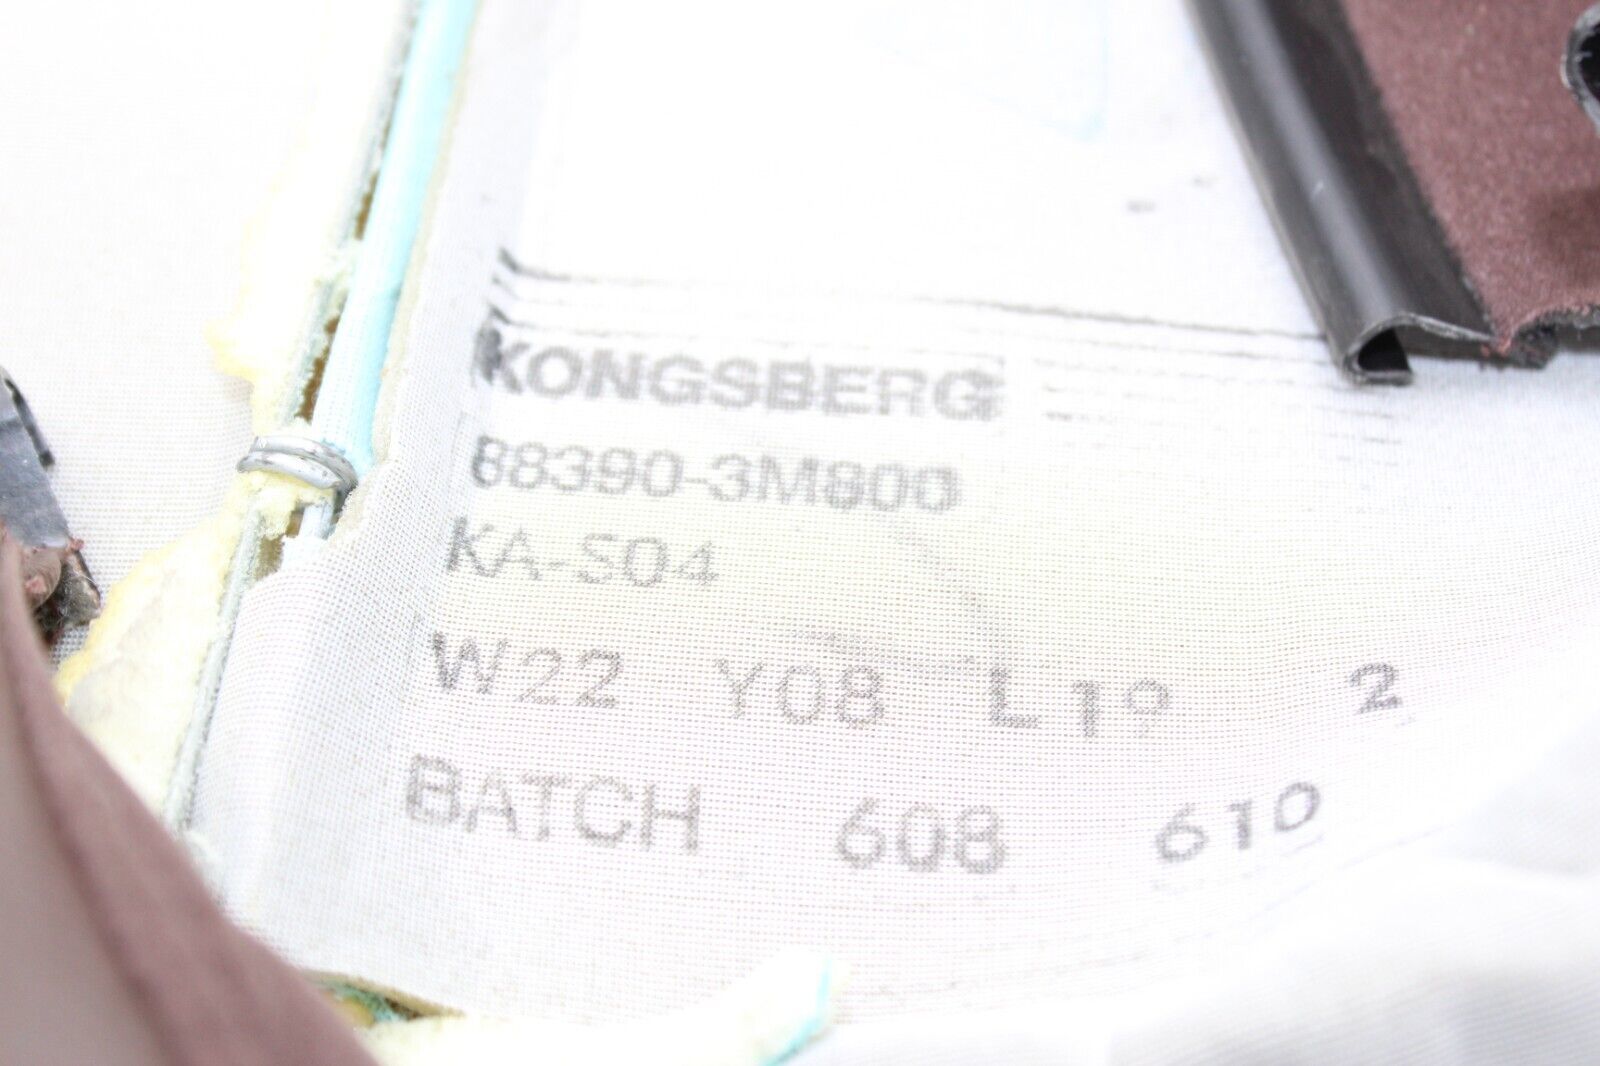 KONGSBERG
88390-3M800
KA-S04
W22 Y08 L19 2
BATCH 608 610